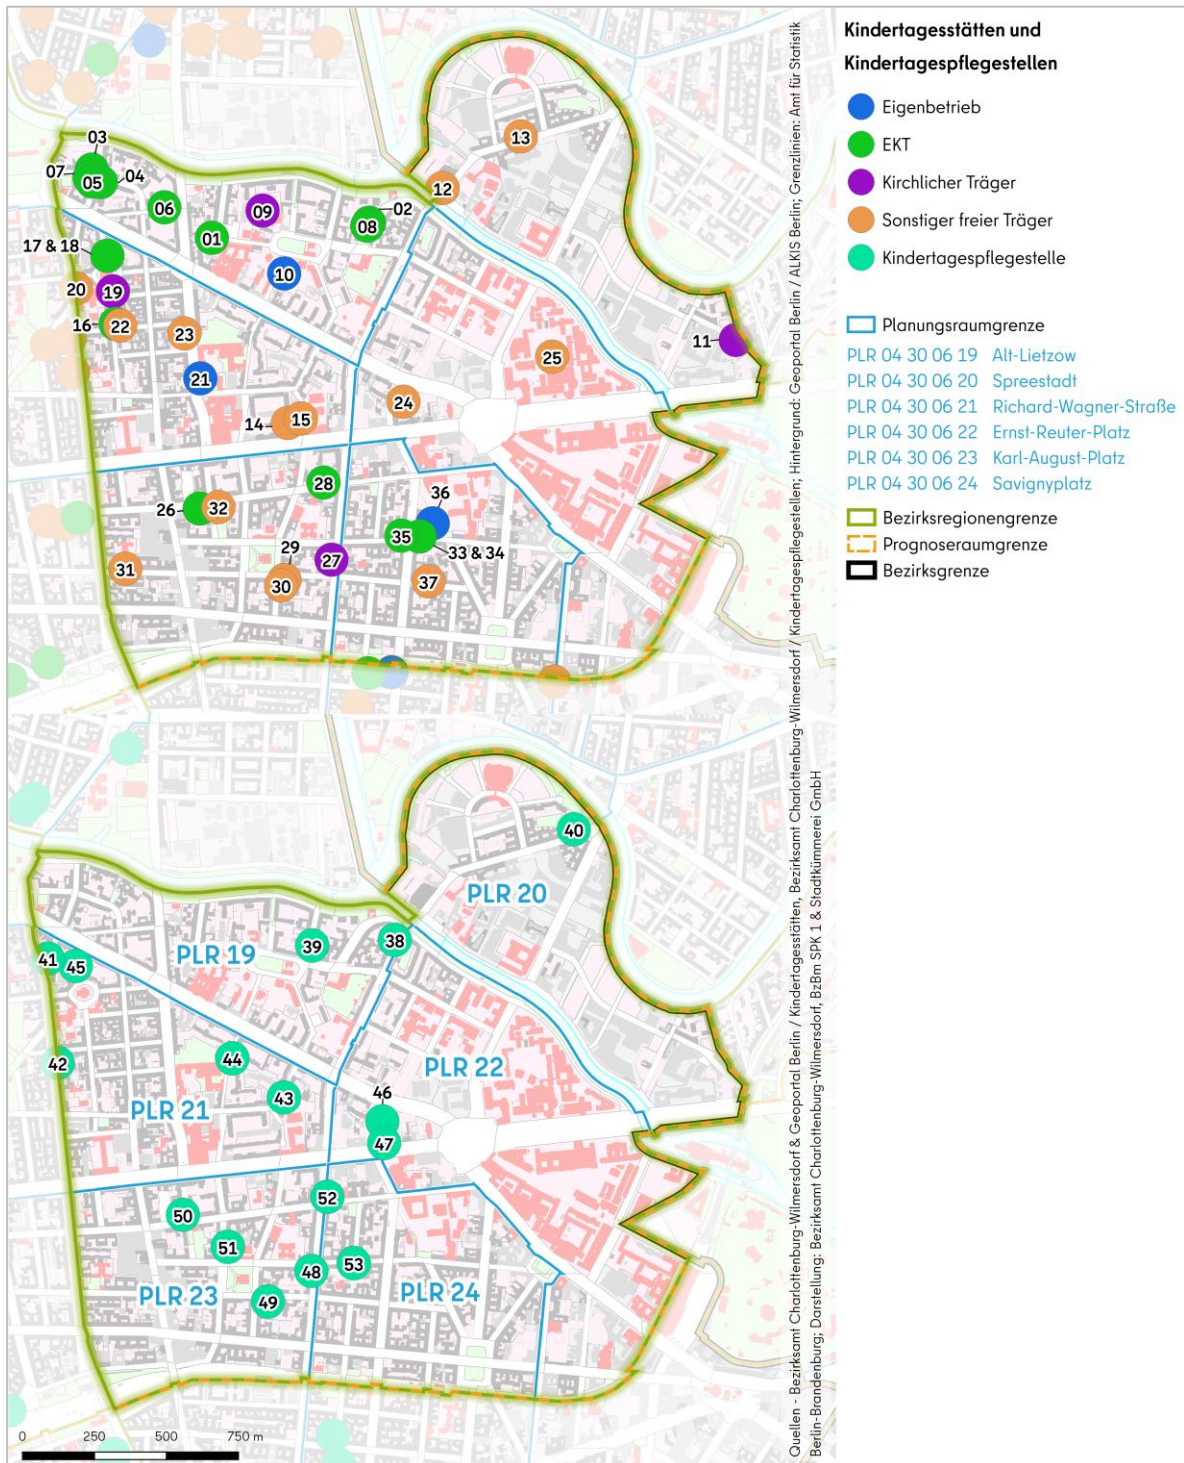 03
07
05
04
06
09
02
08
01
17 & 18
10
20
19
16
22
23
21
14
15
24
25
13
12
11
28
26
32
36
35
33 & 34
29
27
30
31
37
Kindertagesstätten und
Kindertagespflegestellen
Eigenbetrieb
EKT
Kirchlicher Träger
Sonstiger freier Träger
Kindertagespflegestelle
Planungsraumgrenze
PLR 04 30 06 19 Alt-Lietzow
PLR 04 30 06 20 Spreestadt
PLR 04 30 06 21 Richard-Wagner-Straße
PLR 04 30 06 22 Ernst-Reuter-Platz
PLR 04 30 06 23 Karl-August-Platz
PLR 04 30 06 24 Savignyplatz
Bezirksregionengrenze
Prognoseraumgrenze
Bezirksgrenze
40
PLR 20
PLR 19
39
38
41
45
42
44
PLR 22
43
46
PLR 21
47
52
50
51
48
53
PLR 23
49
PLR 24
0 250 500 750 m
Quellen - Bezirksamt Charlottenburg-Wilmersdorf & Geoportal Berlin / Kindertagesstätten, Bezirksamt Charlottenburg-Wilmersdorf / Kindertagespflegestellen; Hintergrund: Geoportal Berlin / ALKIS Berlin; Grenzlinien: Amt für Statistik
Berlin-Brandenburg; Darstellung: Bezirksamt Charlottenburg-Wilmersdorf, BzBm SPK 1 & Stadtkümmerei GmbH